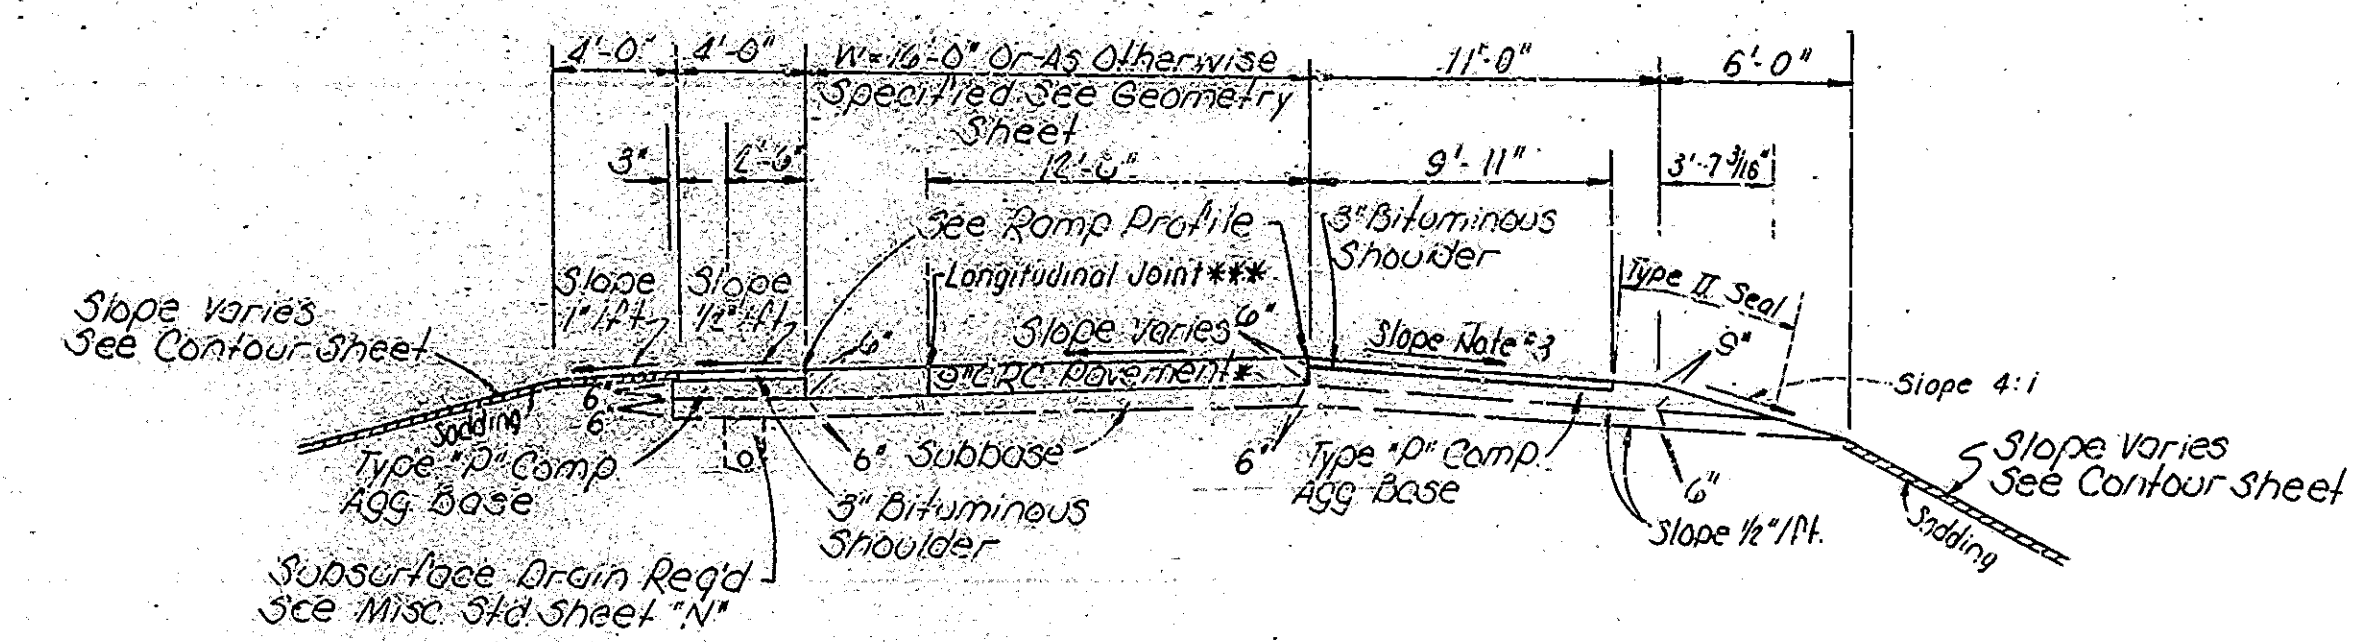 4'-0" 4'-0" W=16'-0" Or As Otherwise 11'-0" 6'-0"
Specified See Geometry
Sheet
3" 2'-6" 12'-0" 9'-11" 3'-7 3/16"
See Ramp Profile
3" Bituminous
Shoulder
Longitudinal Joint ***
Type II Seal
Slope
1"/ft.
Slope
1/2"/ft.
Slope Varies
See Contour Sheet
6" Slope Varies 6" Slope Note #3 9"
9" CRC Pavement *
Slope 4:1
6"
6"
Sodding
Type "P" Comp.
Agg Base
6" Subbase
6"
Type "P" Comp.
Agg Base
6"
Slope 1/2"/ft.
Slope Varies
See Contour Sheet
Sodding
3" Bituminous
Shoulder
Subsurface Drain Req'd
See Misc. Std. Sheet "N"